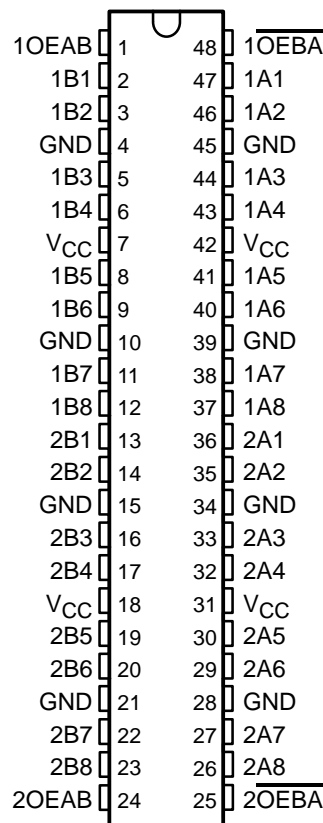 1OEAB 1 48 1O̅E̅B̅A̅
1B1 2 47 1A1
1B2 3 46 1A2
GND 4 45 GND
1B3 5 44 1A3
1B4 6 43 1A4
VCC 7 42 VCC
1B5 8 41 1A5
1B6 9 40 1A6
GND 10 39 GND
1B7 11 38 1A7
1B8 12 37 1A8
2B1 13 36 2A1
2B2 14 35 2A2
GND 15 34 GND
2B3 16 33 2A3
2B4 17 32 2A4
VCC 18 31 VCC
2B5 19 30 2A5
2B6 20 29 2A6
GND 21 28 GND
2B7 22 27 2A7
2B8 23 26 2A8
2OEAB 24 25 2O̅E̅B̅A̅